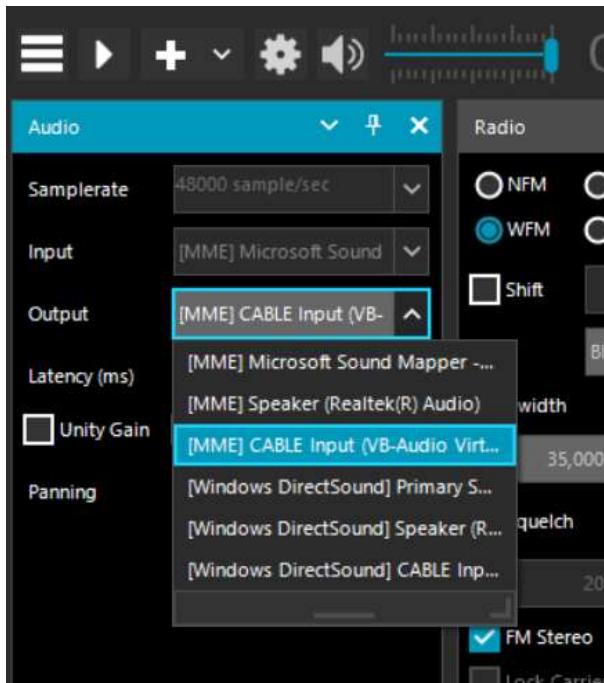 Audio
Radio
Samplerate
48000 sample/sec
NFM
WFM
Input
[MME] Microsoft Sound
Shift
Output
[MME] CABLE Input (VB-
[MME] Microsoft Sound Mapper -...
Latency (ms)
[MME] Speaker (Realtek(R) Audio)
width
Unity Gain
[MME] CABLE Input (VB-Audio Virt...
35,000
Panning
[Windows DirectSound] Primary S...
[Windows DirectSound] Speaker (R...
quelch
[Windows DirectSound] CABLE Inp...
20
FM Stereo
Lock Carrie